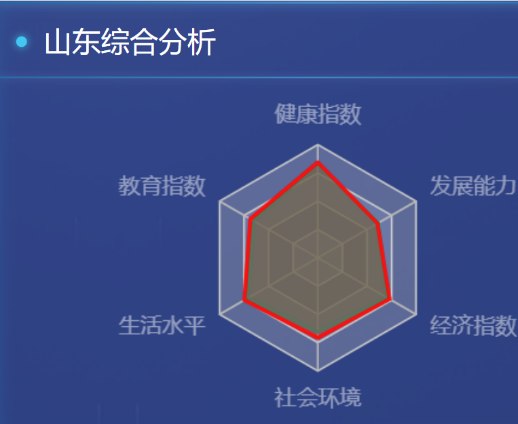 山东综合分析
健康指数
教育指数
发展能力
生活水平
经济指数
社会环境